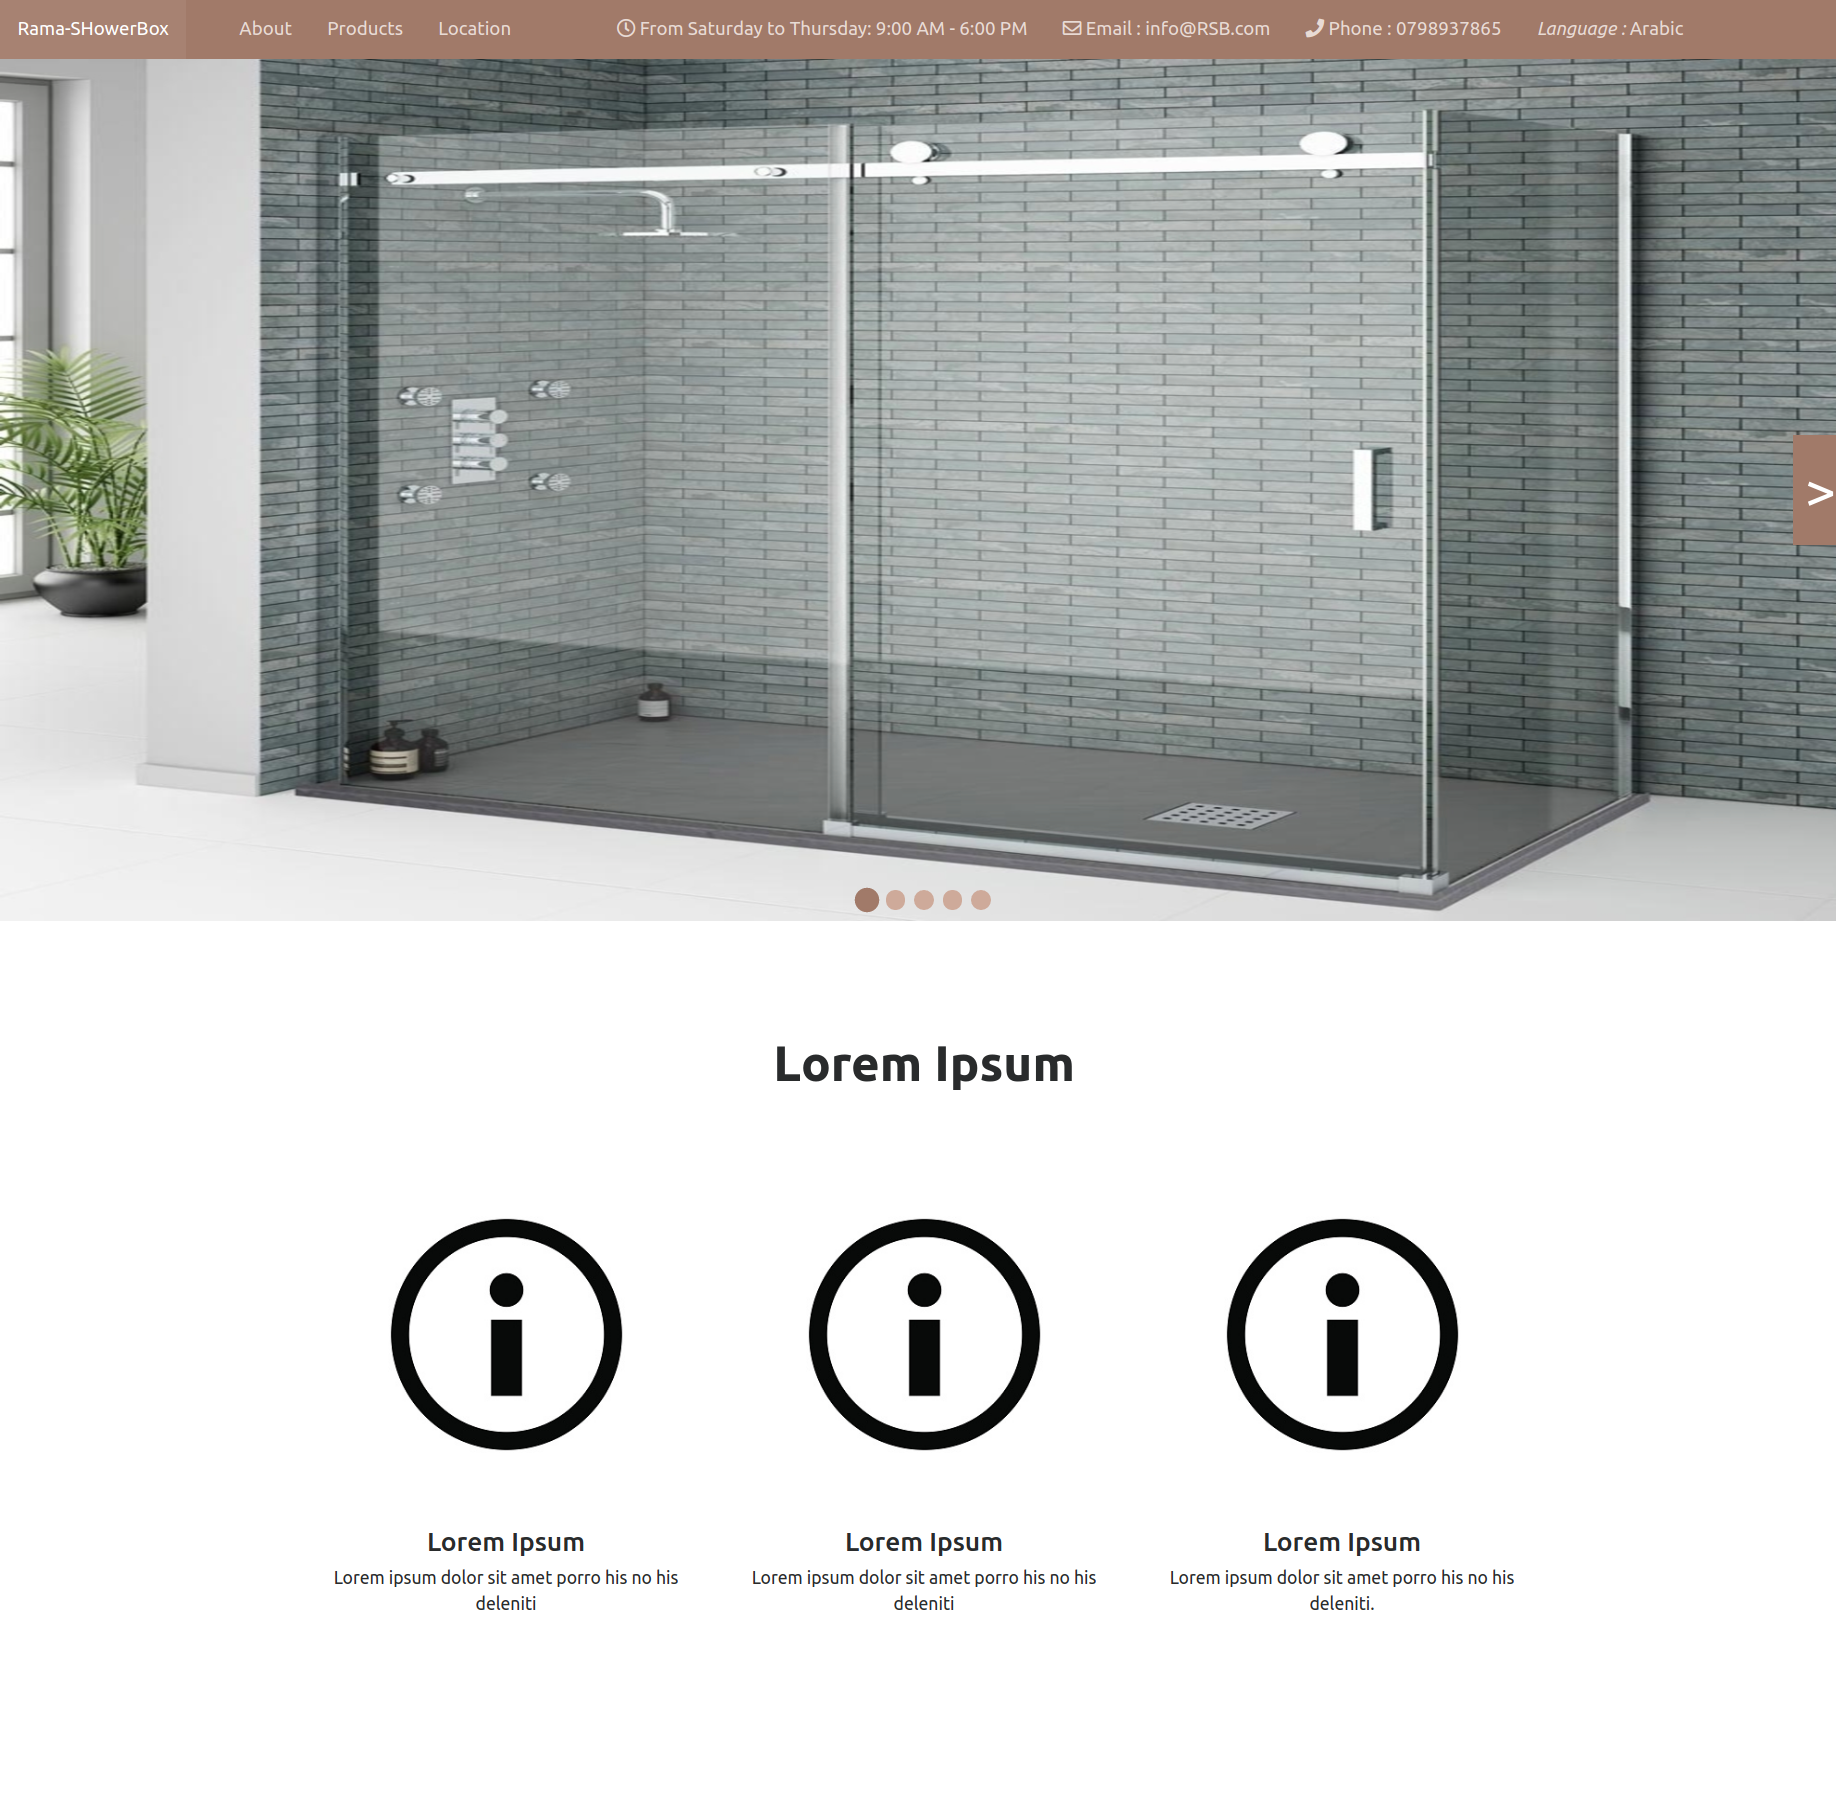 Rama-SHowerBox About Products Location From Saturday to Thursday: 9:00 AM - 6:00 PM Email : info@RSB.com Phone : 0798937865 Language : Arabic
>
Lorem Ipsum
Lorem Ipsum
Lorem ipsum dolor sit amet porro his no his
deleniti
Lorem Ipsum
Lorem ipsum dolor sit amet porro his no his
deleniti
Lorem Ipsum
Lorem ipsum dolor sit amet porro his no his
deleniti.